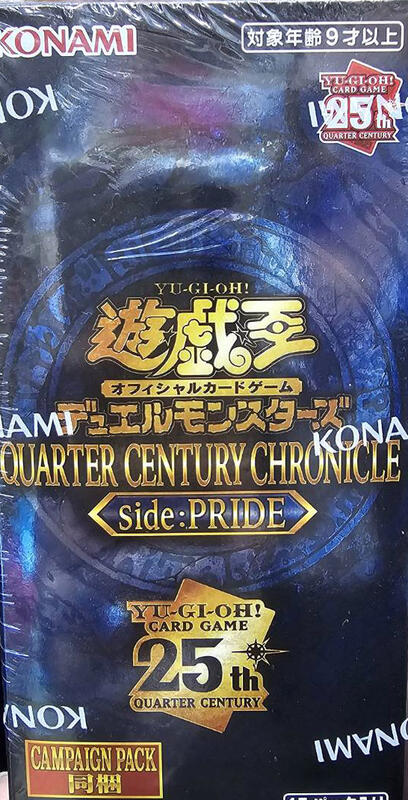 KONAMI
対象年齢9才以上
YU-GI-OH!
CARD GAME
25th
QUARTER CENTURY
KONAMI
KONAMI
YU-GI-OH!
遊戯王
オフィシャルカードゲーム
デュエルモンスターズ
KONAMI
KONA
QUARTER CENTURY CHRONICLE
side:PRIDE
YU-GI-OH!
CARD GAME
25th
QUARTER CENTURY
KONAMI
KONAMI
CAMPAIGN PACK
同梱